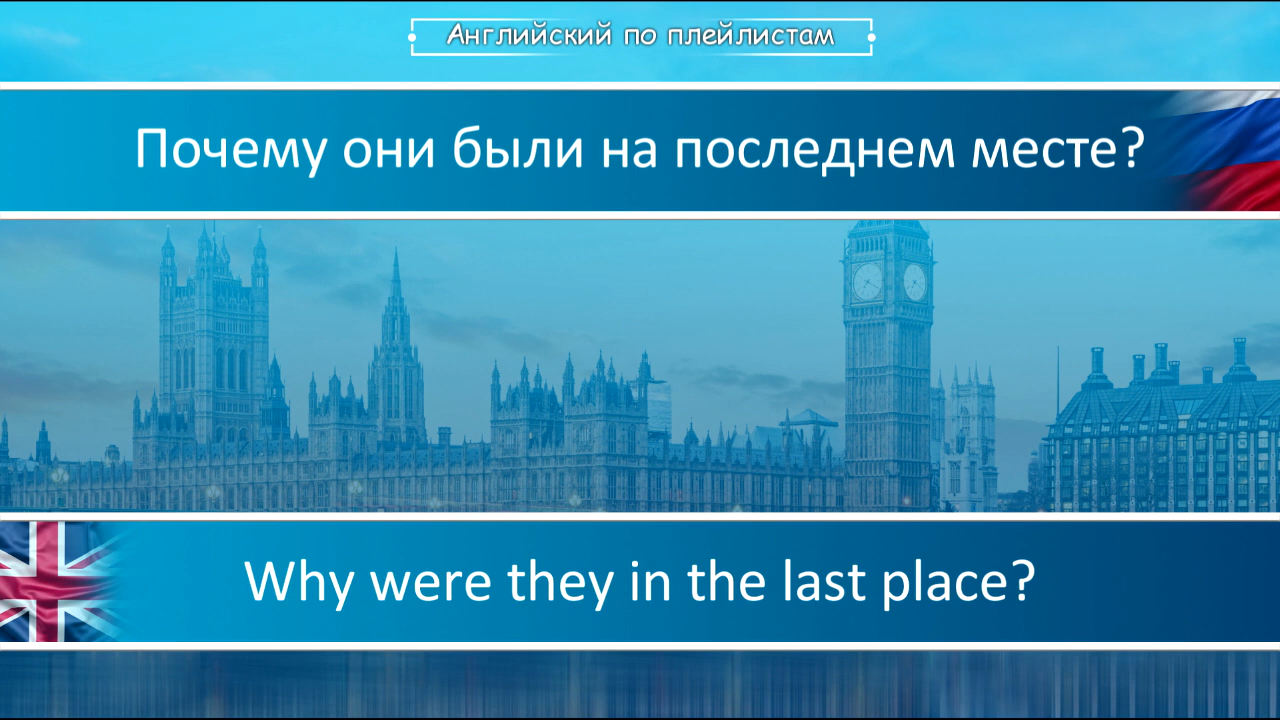 Английский по плейлистам
Почему они были на последнем месте?
Why were they in the last place?